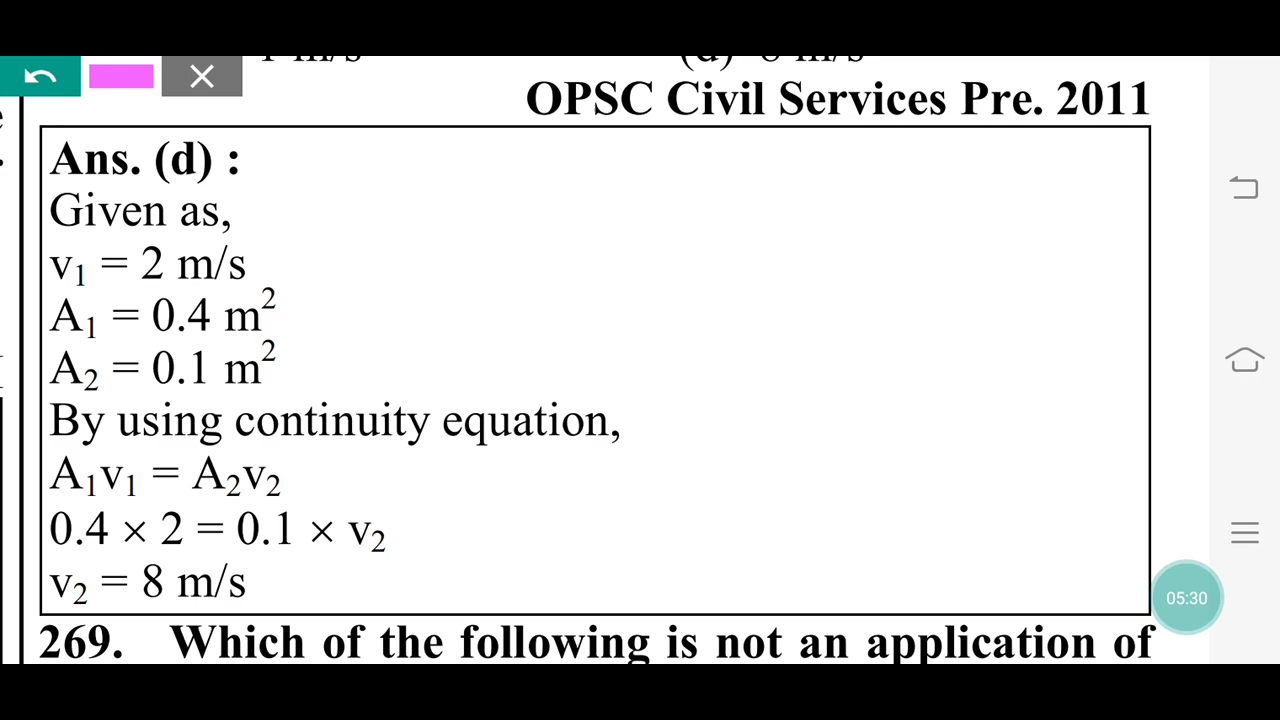 OPSC Civil Services Pre. 2011
Ans. (d) :
Given as,
v₁ = 2 m/s
A₁ = 0.4 m²
A₂ = 0.1 m²
By using continuity equation,
A₁v₁ = A₂v₂
0.4 × 2 = 0.1 × v₂
v₂ = 8 m/s
269. Which of the following is not an application of
05:30